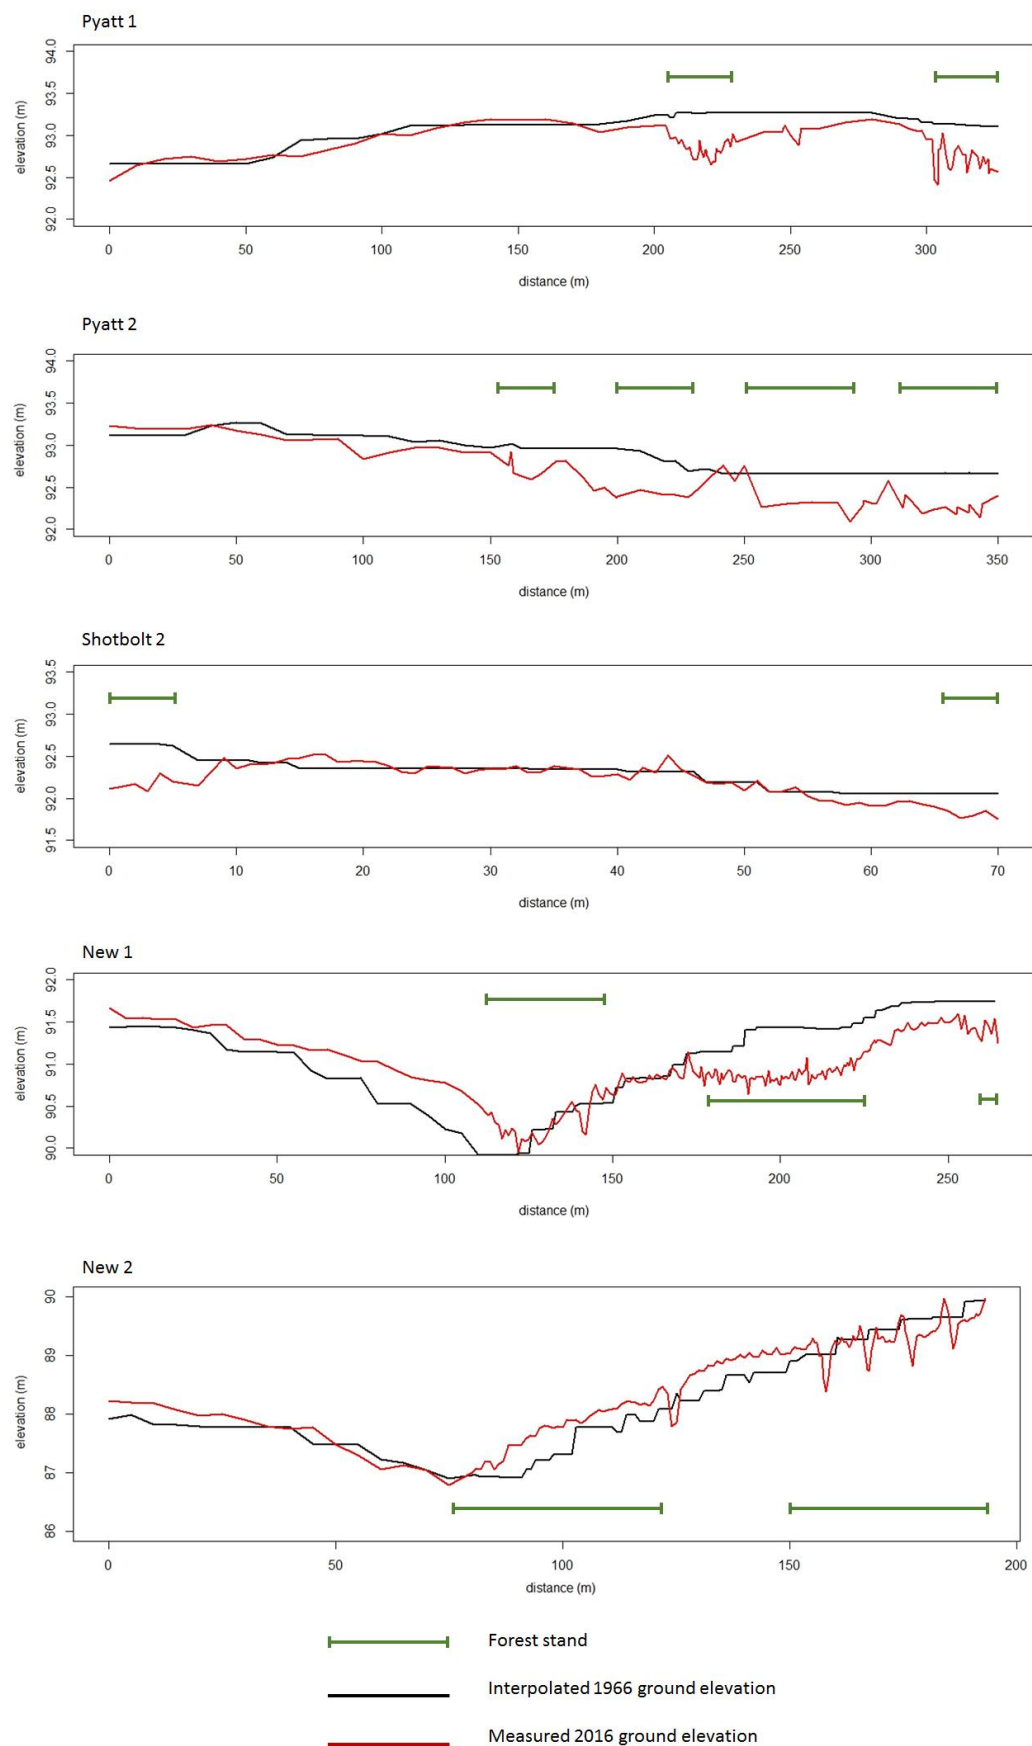 Pyatt 1
94.0
93.5
93.0
92.5
92.0
elevation (m)
0 50 100 150 200 250 300
distance (m)
Pyatt 2
94.0
93.5
93.0
92.5
92.0
elevation (m)
0 50 100 150 200 250 300 350
distance (m)
Shotbolt 2
93.5
93.0
92.5
92.0
91.5
elevation (m)
0 10 20 30 40 50 60 70
distance (m)
New 1
92.0
91.5
91.0
90.5
90.0
elevation (m)
0 50 100 150 200 250
distance (m)
New 2
90
89
88
87
86
elevation (m)
0 50 100 150 200
distance (m)
Forest stand
Interpolated 1966 ground elevation
Measured 2016 ground elevation